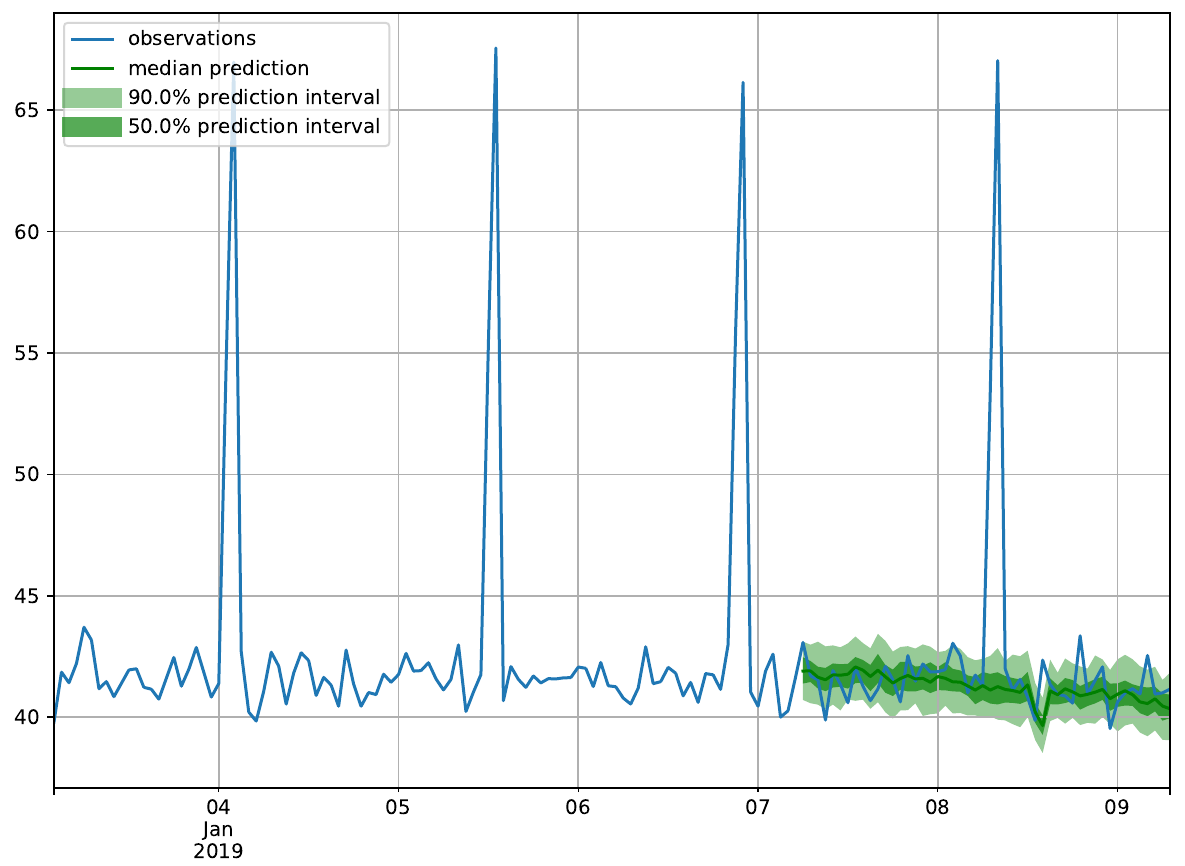 observations
median prediction
90.0% prediction interval
50.0% prediction interval
65
60
55
50
45
40
04
05
06
07
08
09
Jan
2019